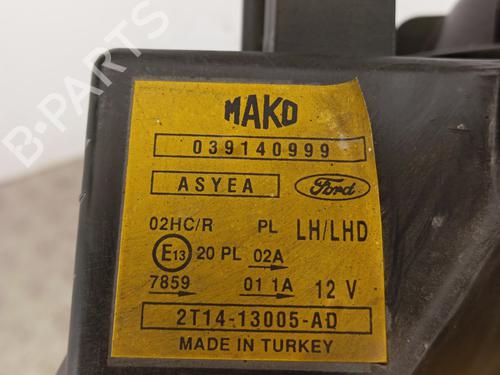 B-PARTS
MAKO
039140999
ASYEA Ford
02HC/R PL LH/LHD
E13 20 PL 02A
7859 01 1A 12 V
2T14-13005-AD
MADE IN TURKEY